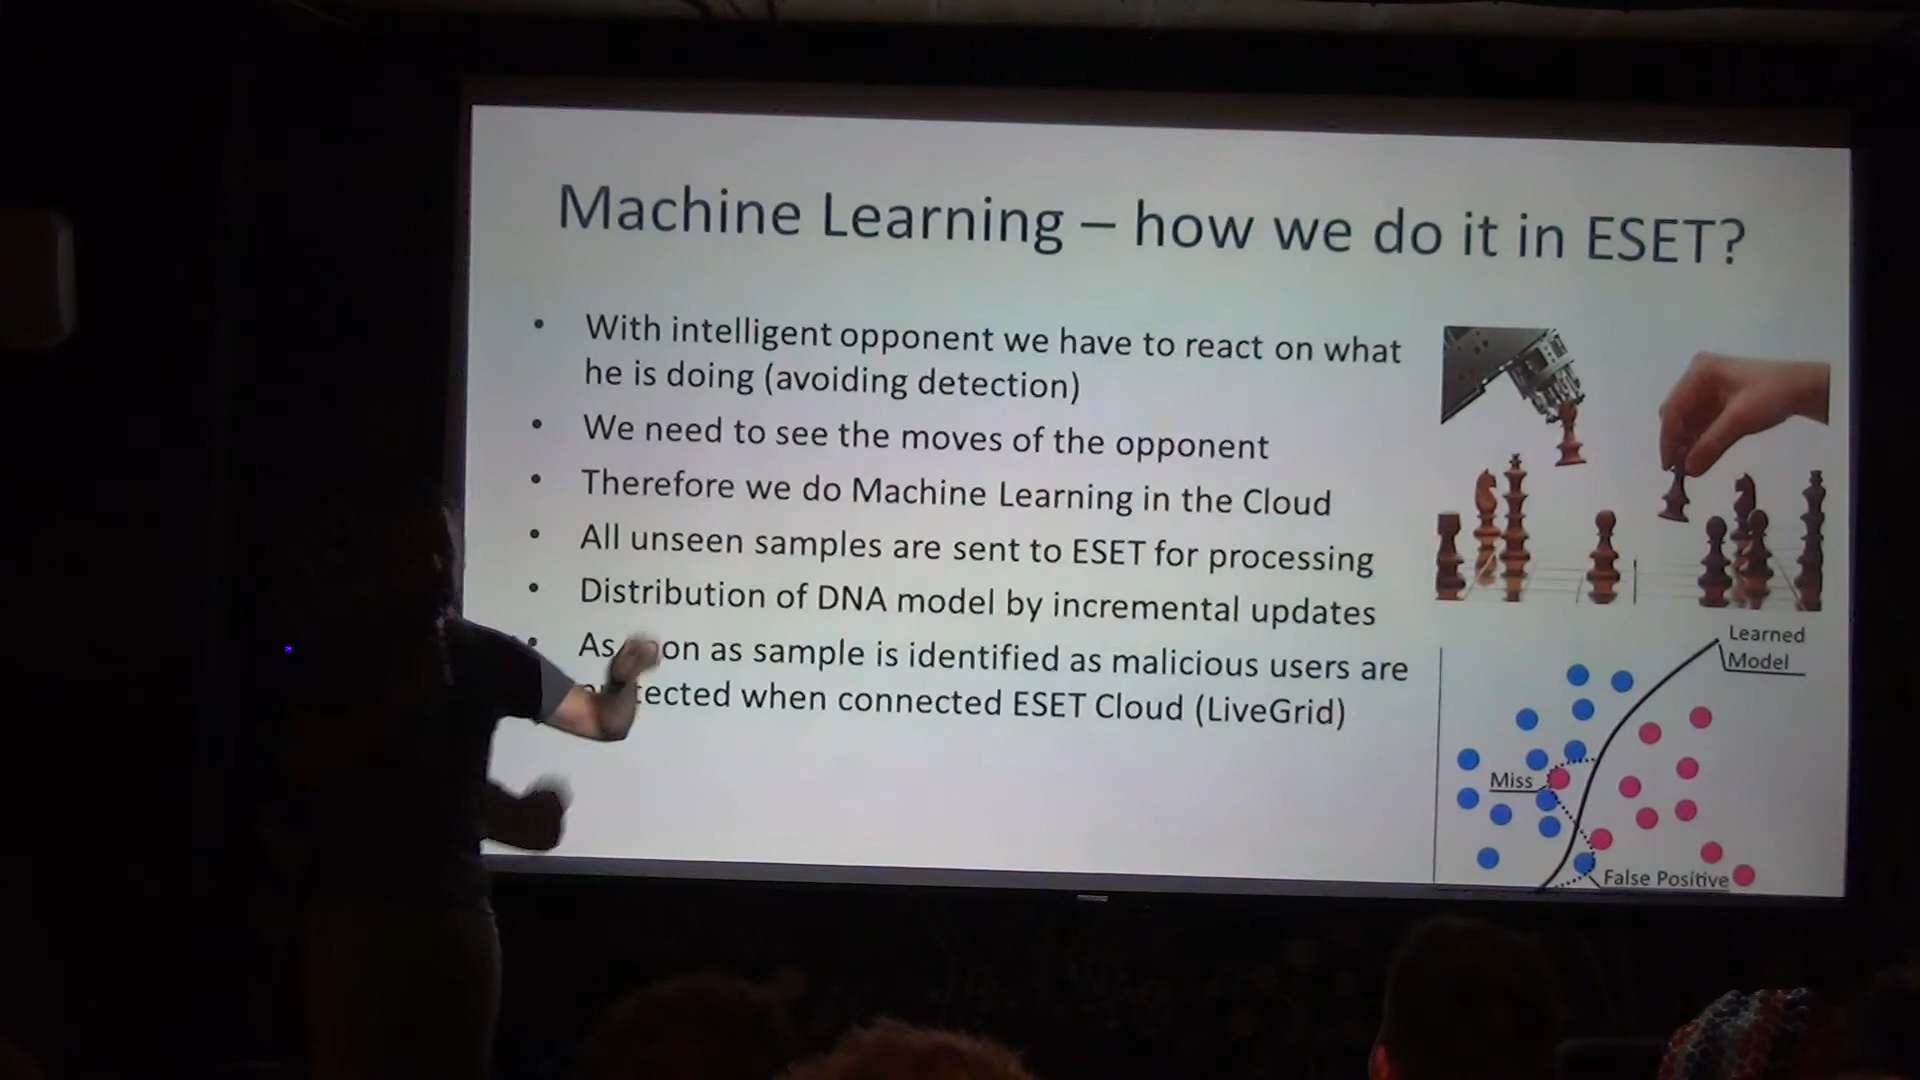 Machine Learning – how we do it in ESET?
• With intelligent opponent we have to react on what
he is doing (avoiding detection)
• We need to see the moves of the opponent
• Therefore we do Machine Learning in the Cloud
• All unseen samples are sent to ESET for processing
• Distribution of DNA model by incremental updates
• As on as sample is identified as malicious users are
tected when connected ESET Cloud (LiveGrid)
Learned
Model
Miss
False Positive